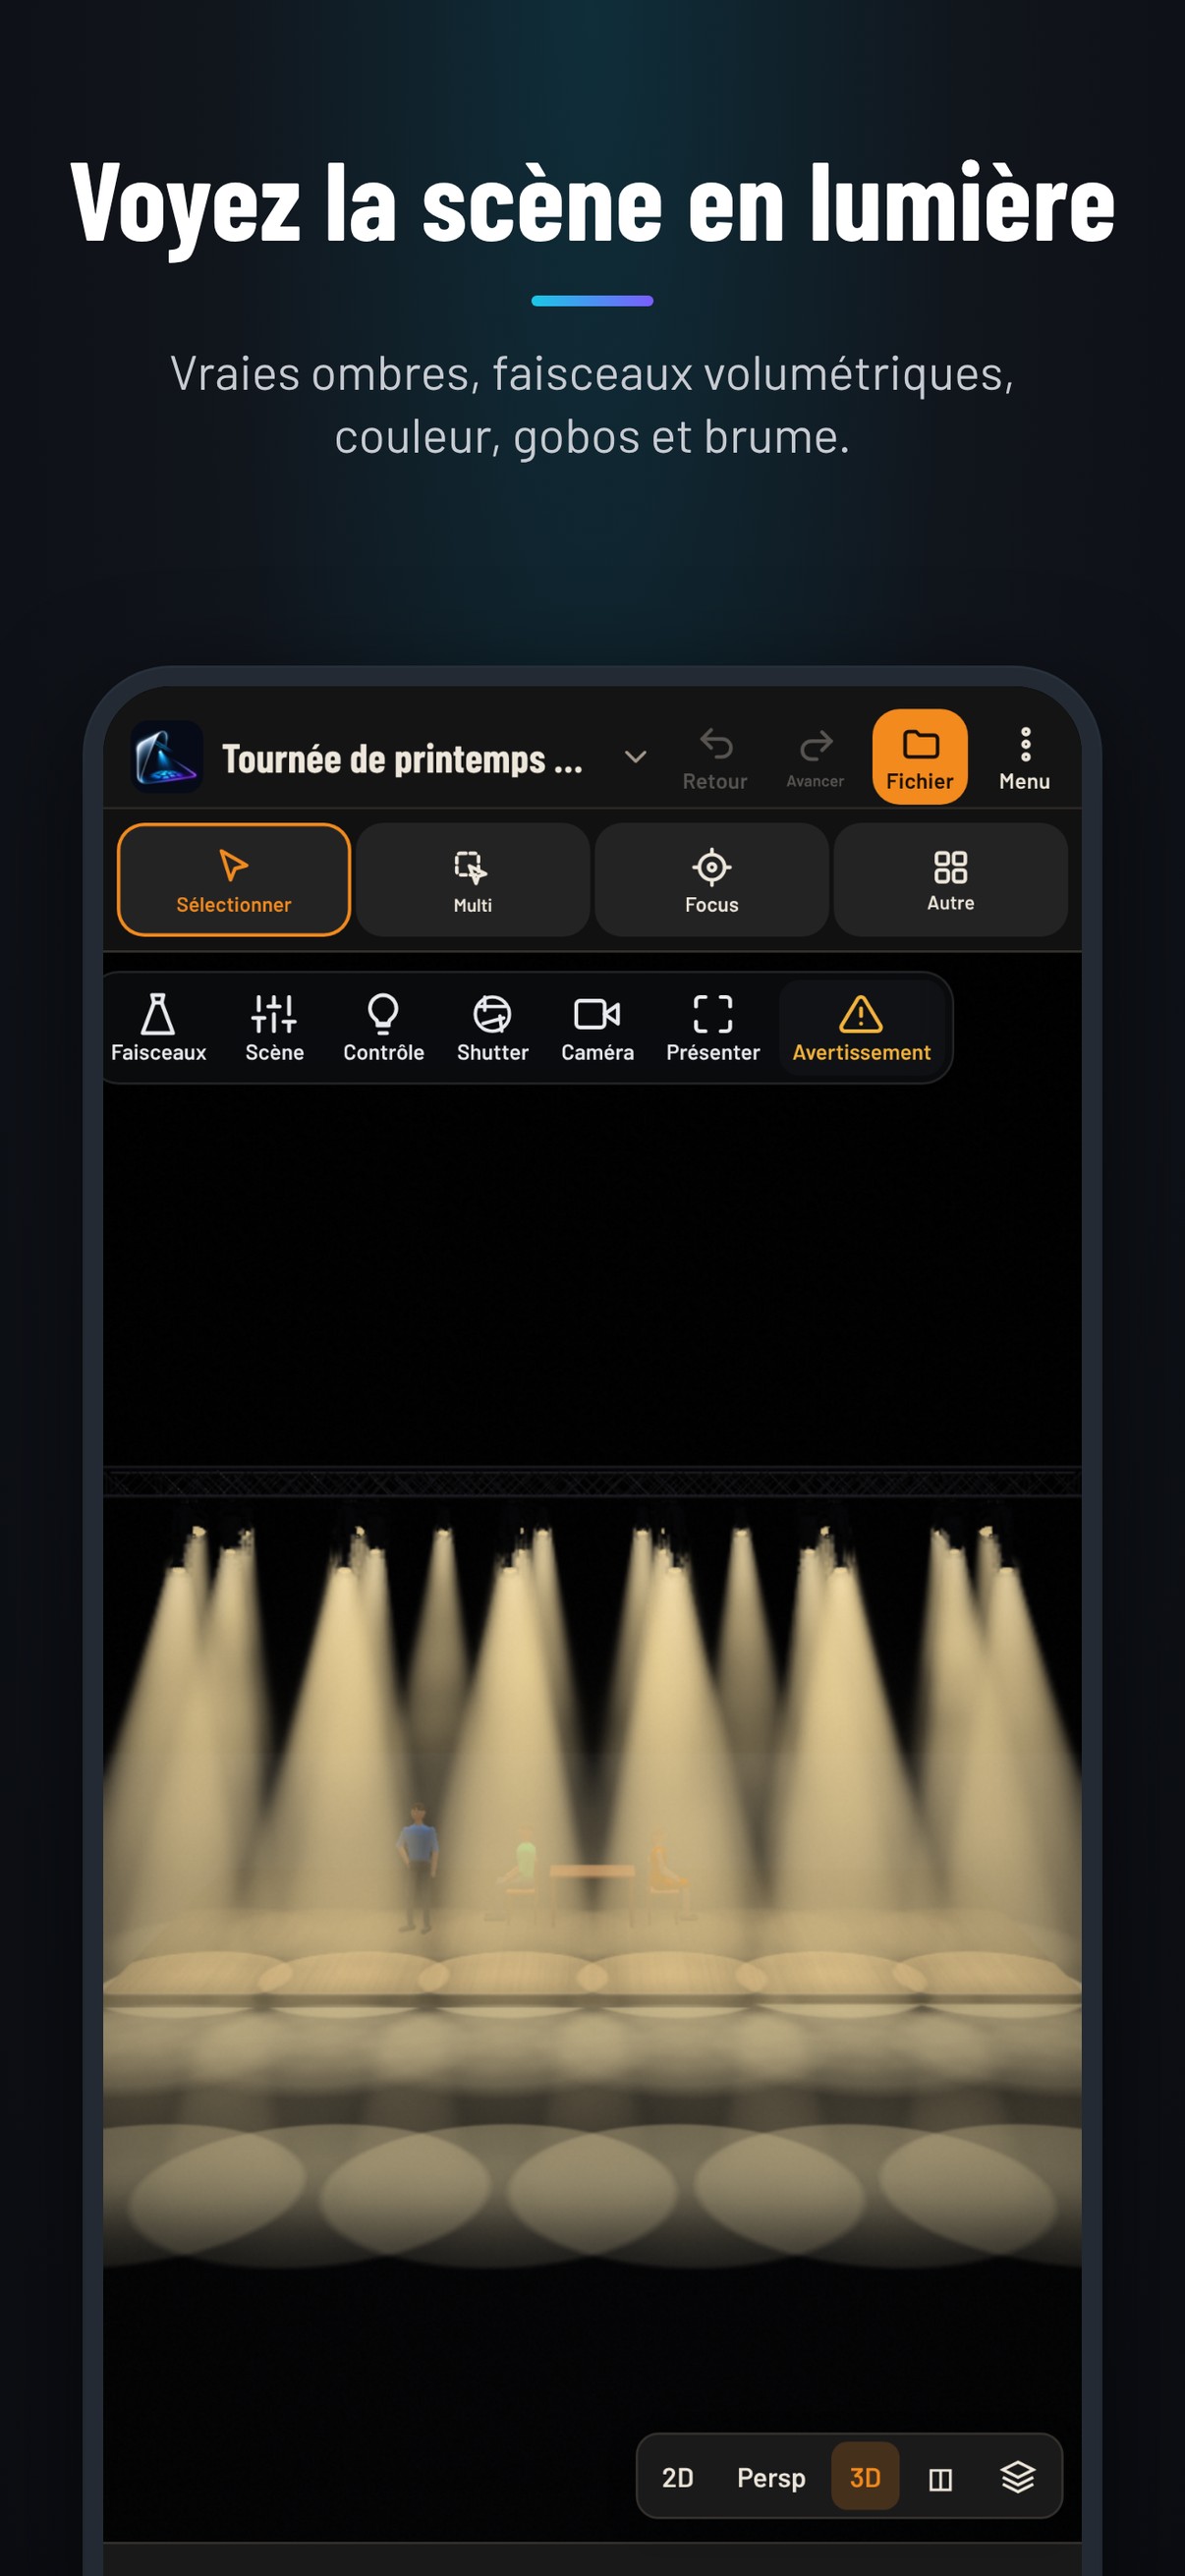 Voyez la scène en lumière
Vraies ombres, faisceaux volumétriques,
couleur, gobos et brume.
Tournée de printemps ...
Retour
Avancer
Fichier
Menu
Sélectionner
Multi
Focus
Autre
Faisceaux
Scène
Contrôle
Shutter
Caméra
Présenter
Avertissement
2D
Persp
3D